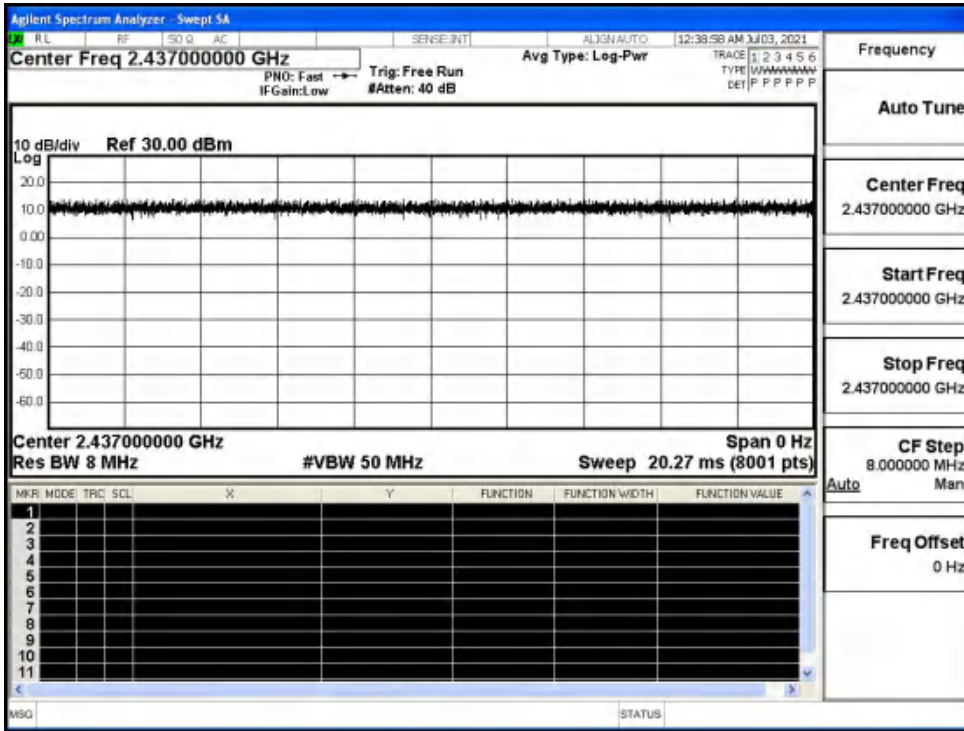 Agilent Spectrum Analyzer - Swept SA
RL RF 50 Ω AC SENSE:INT ALIGN AUTO 12:38:58 AM Jul 03, 2021
Center Freq 2.437000000 GHz
PNO: Fast
IFGain:Low
Trig: Free Run
#Atten: 40 dB
Avg Type: Log-Pwr
TRACE 1 2 3 4 5 6
TYPE
DET P P P P P P
10 dB/div Ref 30.00 dBm
Log
20.0
10.0
0.00
-10.0
-20.0
-30.0
-40.0
-50.0
-60.0
Center 2.437000000 GHz Span 0 Hz
Res BW 8 MHz #VBW 50 MHz Sweep 20.27 ms (8001 pts)
MKR MODE TRC SCL X Y FUNCTION FUNCTION WIDTH FUNCTION VALUE
1
2
3
4
5
6
7
8
9
10
11
MSG STATUS
Frequency
Auto Tune
Center Freq
2.437000000 GHz
Start Freq
2.437000000 GHz
Stop Freq
2.437000000 GHz
CF Step
8.000000 MHz
Auto Man
Freq Offset
0 Hz